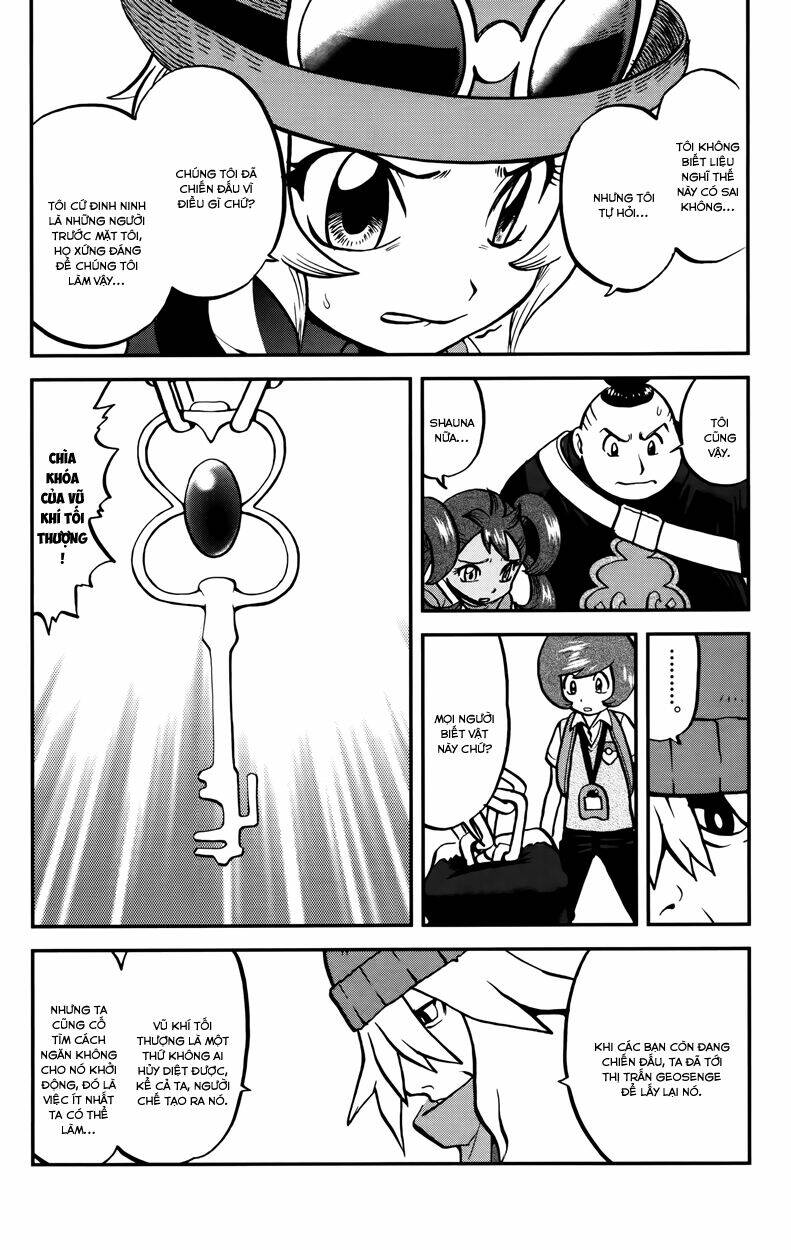 TÔI KHÔNG
BIẾT LIỆU
NGHĨ THẾ
NÀY CÓ SAI
KHÔNG...
NHƯNG TÔI
TỰ HỎI...
CHÚNG TÔI ĐÃ
CHIẾN ĐẤU VÌ
ĐIỀU GÌ CHỨ?
TÔI CỨ ĐINH NINH
LÀ NHỮNG NGƯỜI
TRƯỚC MẶT TÔI,
HỌ XỨNG ĐÁNG
ĐỂ CHÚNG TÔI
LÀM VẬY...
TÔI
CŨNG
VẬY.
SHAUNA
NỮA...
.......
MỌI NGƯỜI
BIẾT VẬT
NÀY CHỨ?
CHÌA
KHÓA
CỦA VŨ
KHÍ TỐI
THƯỢNG
!
KHI CÁC BẠN CÒN ĐANG
CHIẾN ĐẤU, TA ĐÃ TỚI
THỊ TRẤN GEOSENGE
ĐỂ LẤY LẠI NÓ.
VŨ KHÍ TỐI
THƯỢNG LÀ MỘT
THỨ KHÔNG AI
HỦY DIỆT ĐƯỢC,
KỂ CẢ TA, NGƯỜI
CHẾ TẠO RA NÓ.
NHƯNG TA
CŨNG CỐ
TÌM CÁCH
NGĂN KHÔNG
CHO NÓ KHỞI
ĐỘNG, ĐÓ LÀ
VIỆC ÍT NHẤT
TA CÓ THỂ
LÀM...